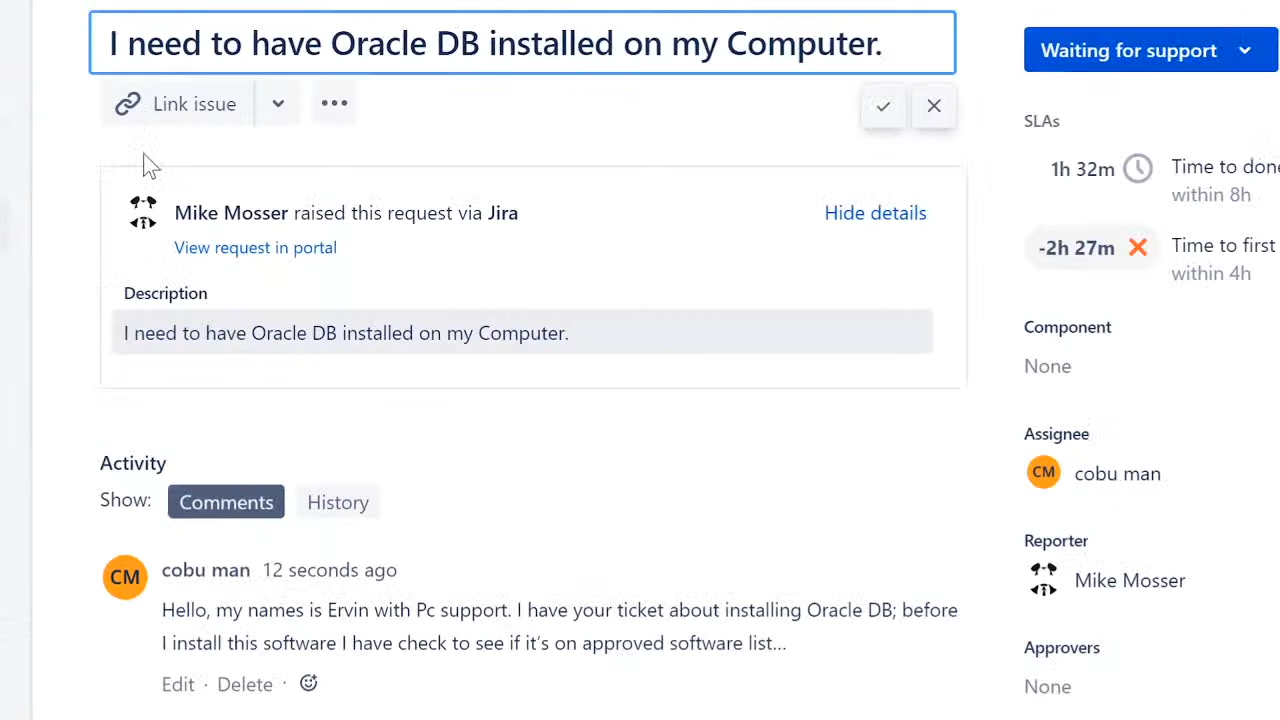 I need to have Oracle DB installed on my Computer.
Link issue
Mike Mosser raised this request via Jira
Hide details
View request in portal
Description
I need to have Oracle DB installed on my Computer.
Activity
Show: Comments History
CM cobu man 12 seconds ago
Hello, my names is Ervin with Pc support. I have your ticket about installing Oracle DB; before
I install this software I have check to see if it's on approved software list...
Edit · Delete ·
Waiting for support
SLAs
1h 32m Time to done
within 8h
-2h 27m Time to first
within 4h
Component
None
Assignee
CM cobu man
Reporter
Mike Mosser
Approvers
None